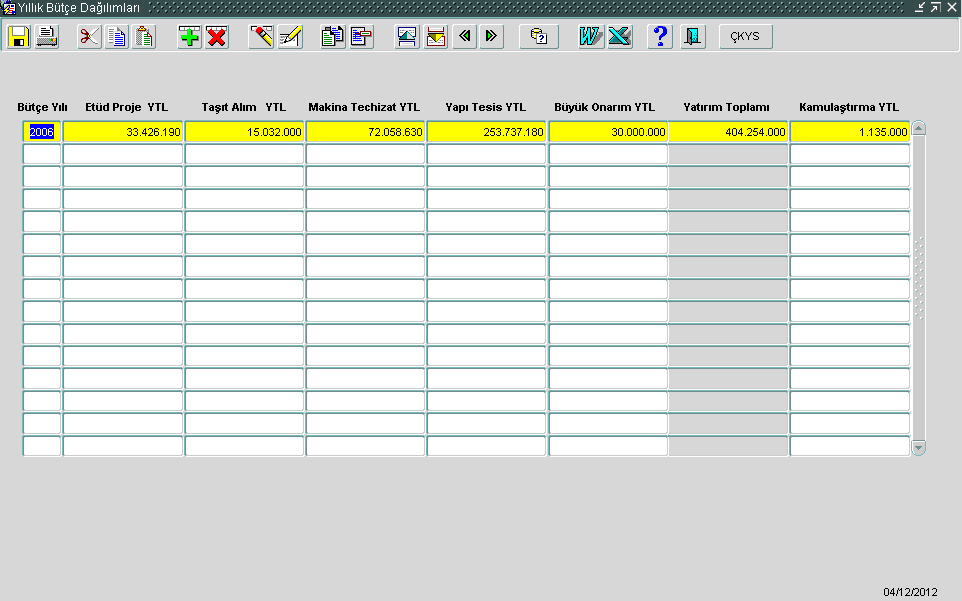 Yıllık Bütçe Dağılımları
ÇKYS
Bütçe Yılı Etüd Proje YTL Taşıt Alım YTL Makina Techizat YTL Yapı Tesis YTL Büyük Onarım YTL Yatırım Toplamı Kamulaştırma YTL
2006 33.426.190 15.032.000 72.058.630 253.737.180 30.000.000 404.254.000 1.135.000
04/12/2012